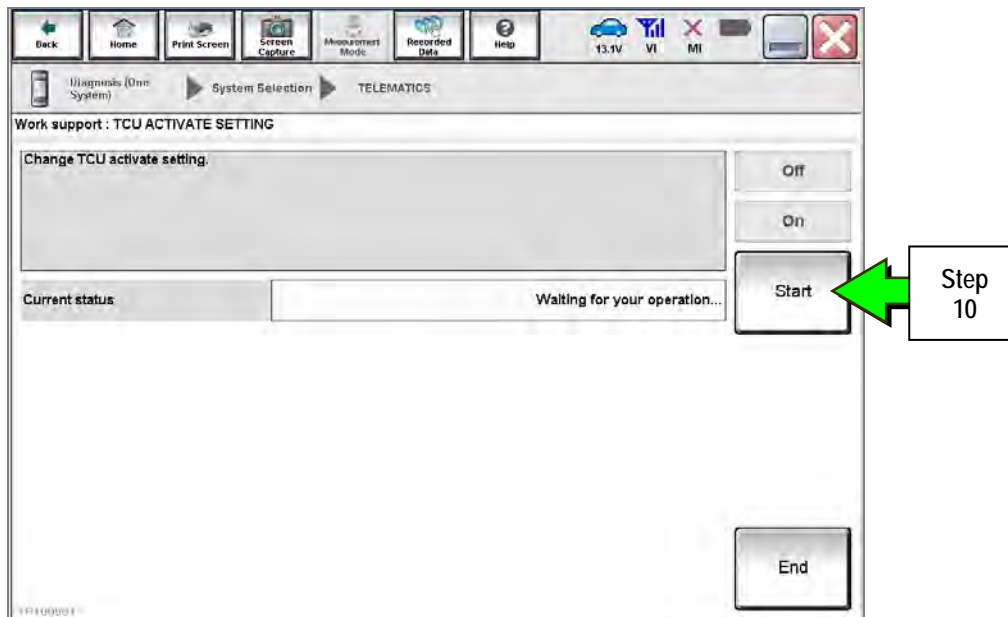 Back
Home
Print Screen
Screen
Capture
Measurement
Mode
Recorded
Data
Help
13.1V
VI
MI
Diagnosis (One
System)
System Selection
TELEMATICS
Work support : TCU ACTIVATE SETTING
Change TCU activate setting.
Off
On
Current status
Waiting for your operation...
Start
Step
10
End